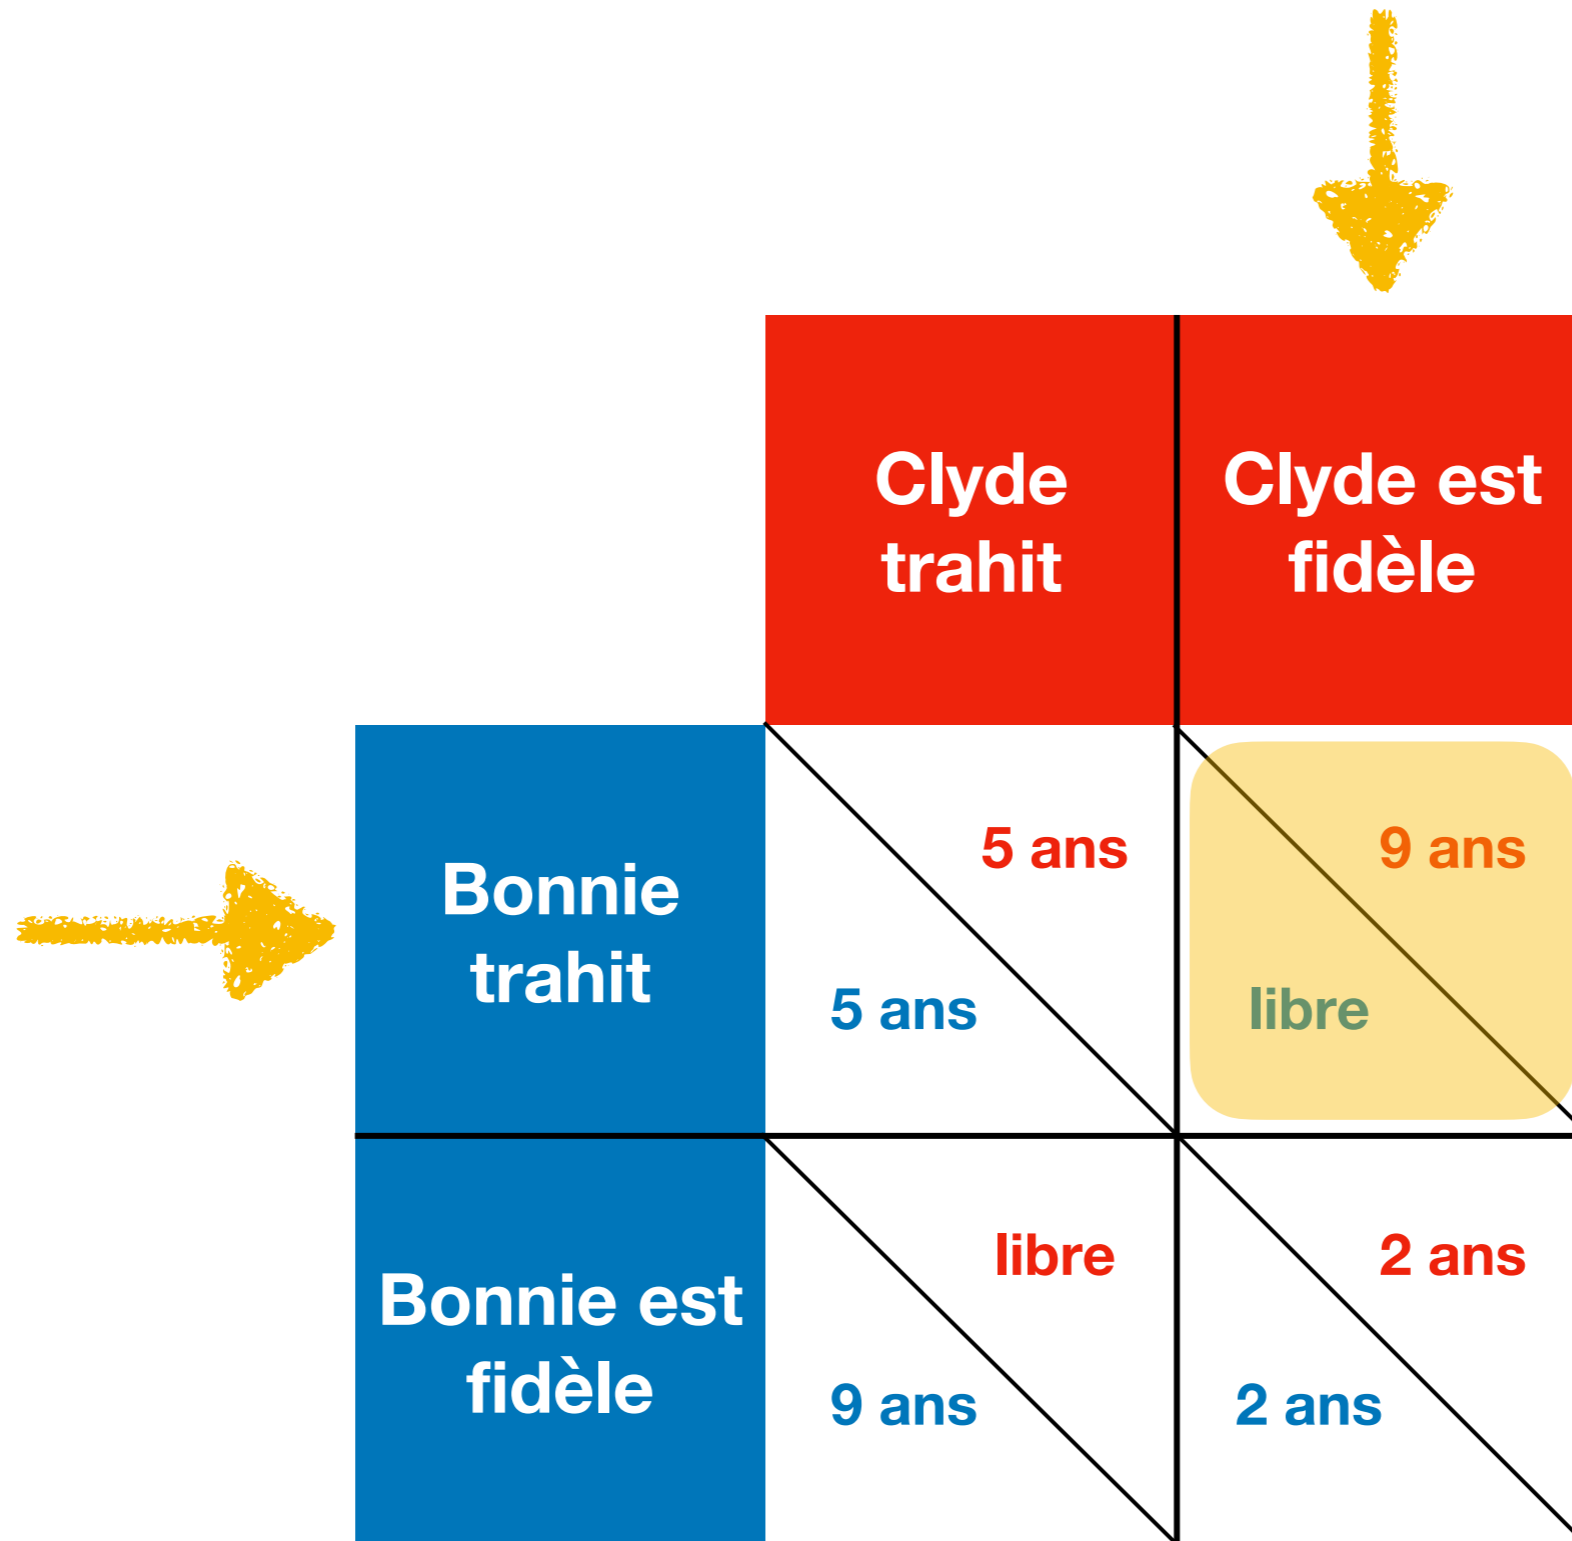 Clyde
trahit
Clyde est
fidèle
Bonnie
trahit
5 ans
5 ans
9 ans
libre
Bonnie est
fidèle
libre
9 ans
2 ans
2 ans